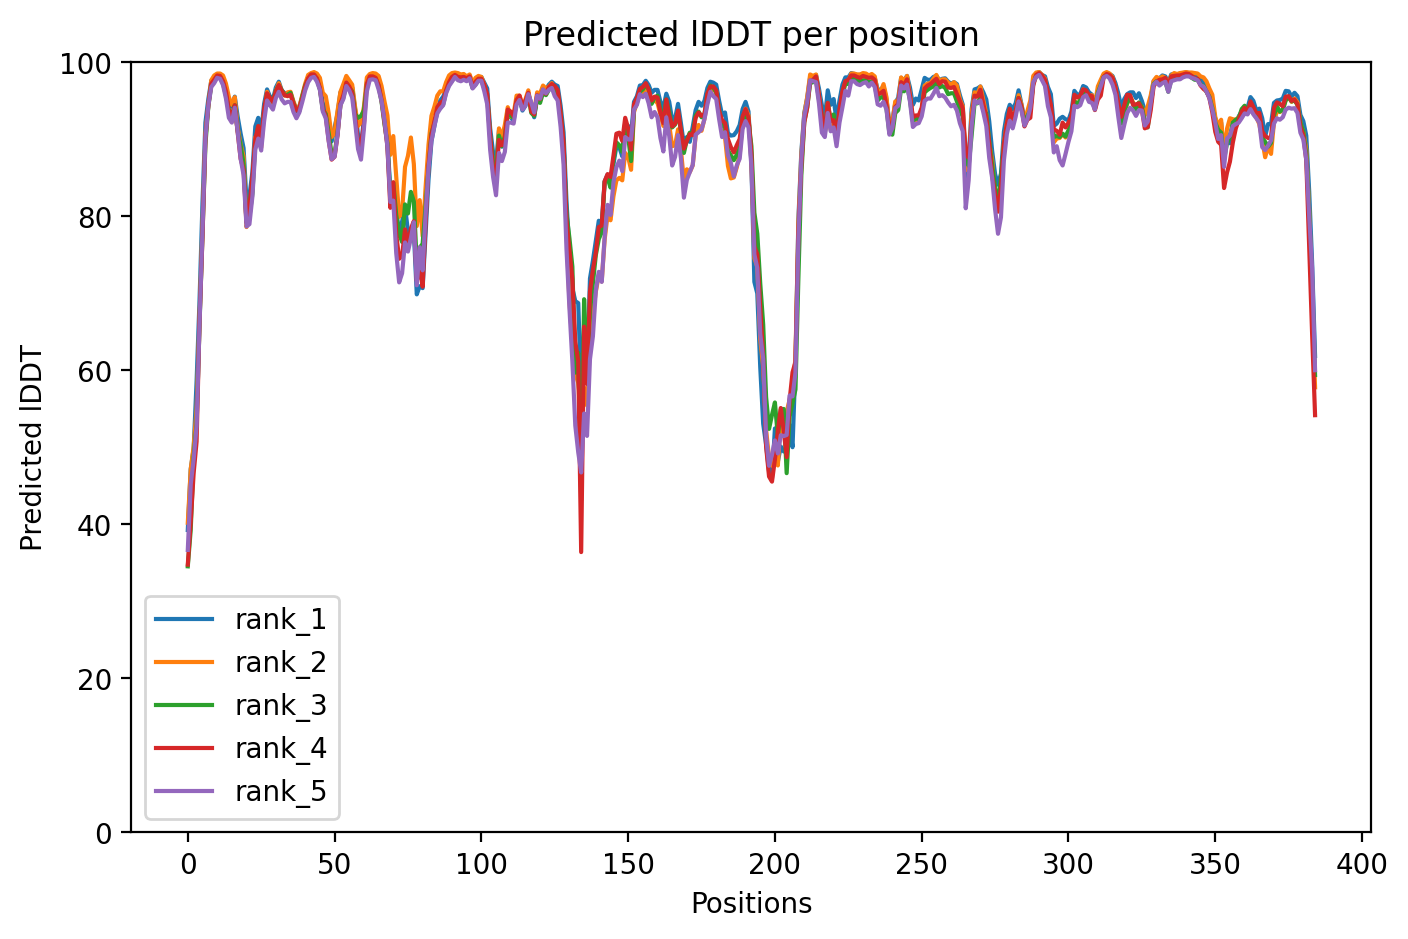 Predicted lDDT per position
100
80
60
40
20
0
Predicted lDDT
rank_1
rank_2
rank_3
rank_4
rank_5
0 50 100 150 200 250 300 350 400
Positions